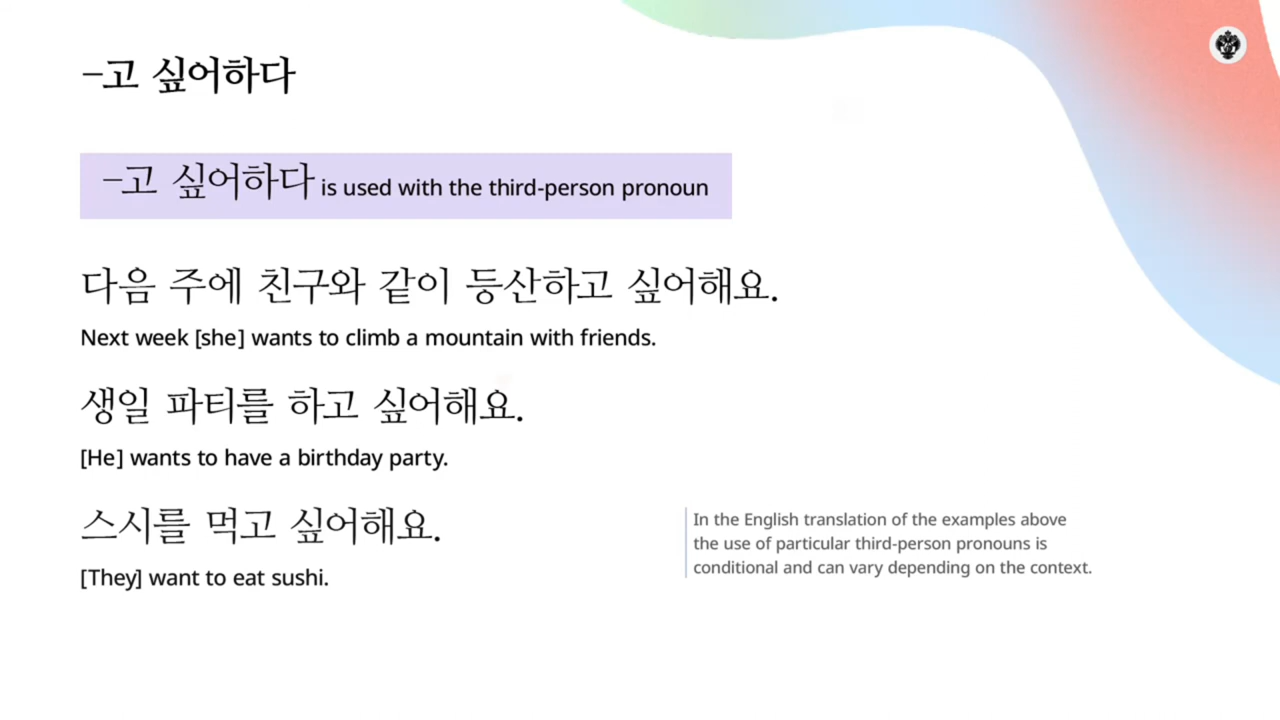 –고 싶어하다
–고 싶어하다 is used with the third-person pronoun
다음 주에 친구와 같이 등산하고 싶어해요.
Next week [she] wants to climb a mountain with friends.
생일 파티를 하고 싶어해요.
[He] wants to have a birthday party.
스시를 먹고 싶어해요.
[They] want to eat sushi.
In the English translation of the examples above
the use of particular third-person pronouns is
conditional and can vary depending on the context.